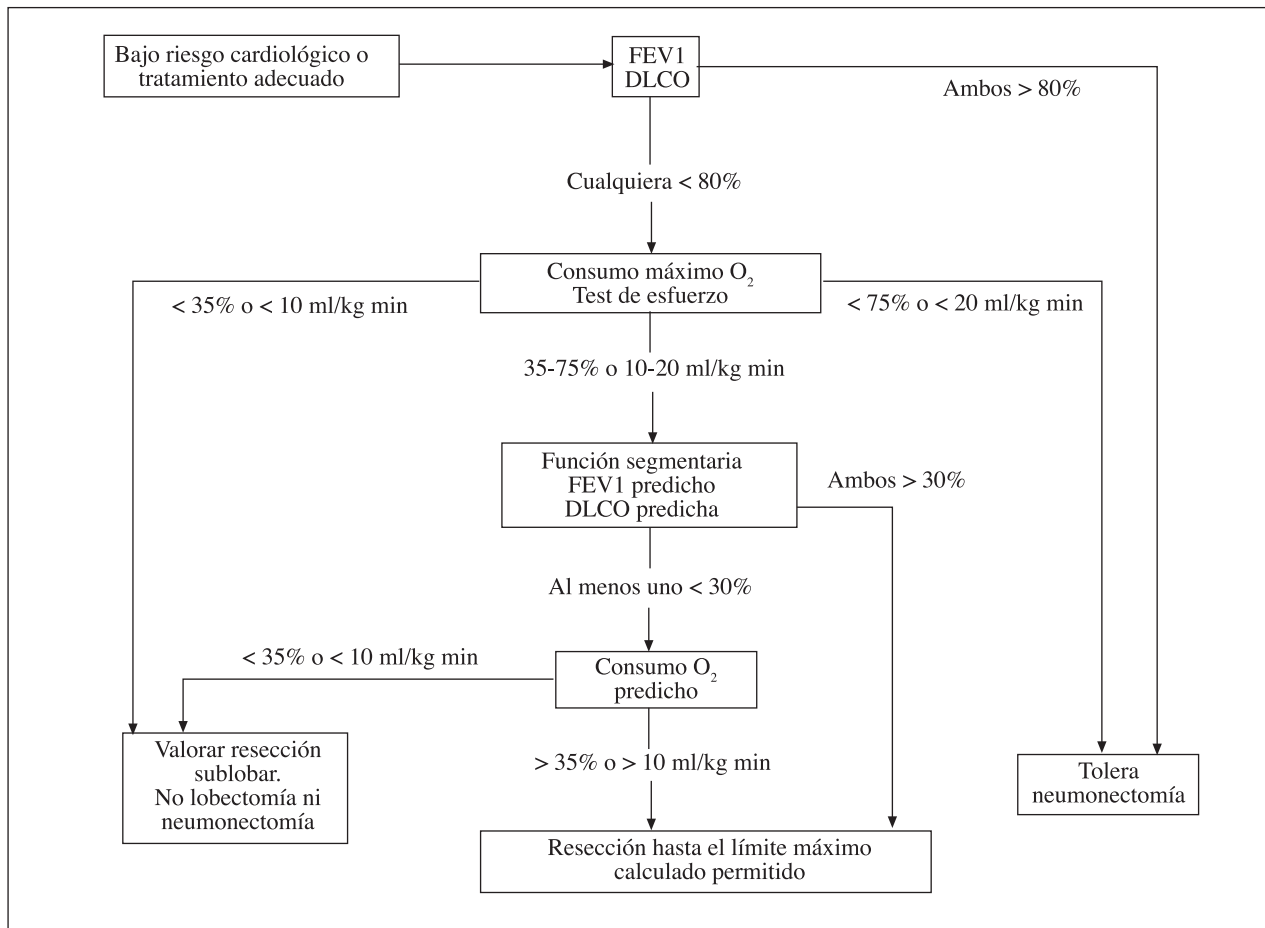 Bajo riesgo cardiológico o
tratamiento adecuado
FEV1
DLCO
Ambos > 80%
Cualquiera < 80%
Consumo máximo O₂
Test de esfuerzo
< 35% o < 10 ml/kg min
< 75% o < 20 ml/kg min
35-75% o 10-20 ml/kg min
Función segmentaria
FEV1 predicho
DLCO predicha
Ambos > 30%
Al menos uno < 30%
< 35% o < 10 ml/kg min
Consumo O₂
predicho
Valorar resección
sublobar.
No lobectomía ni
neumonectomía
> 35% o > 10 ml/kg min
Tolera
neumonectomía
Resección hasta el límite máximo
calculado permitido